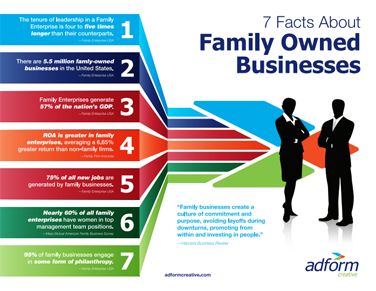 7 Facts About
Family Owned
Businesses
The tenure of leadership in a Family
Enterprise is four to five times
longer than their counterparts.
– Family Enterprise USA
1
There are 5.5 million family-owned
businesses in the United States.
– Family Enterprise USA
2
Family Enterprises generate
57% of the nation's GDP.
– Family Enterprise USA
3
ROA is greater in family
enterprises, averaging a 6.65%
greater return than non–family firms.
4
75% of all new jobs are
generated by family businesses.
– Family Enterprise USA
5
Nearly 60% of all family
enterprises have women in top
management team positions.
– Mass Mutual American Family Business Survey
6
95% of family businesses engage
in some form of philanthropy.
– Family Enterprise USA
7
"Family businesses create a
culture of commitment and
purpose, avoiding layoffs during
downturns, promoting from
within and investing in people."
– Harvard Business Review
adformcreative.com
adform
creative